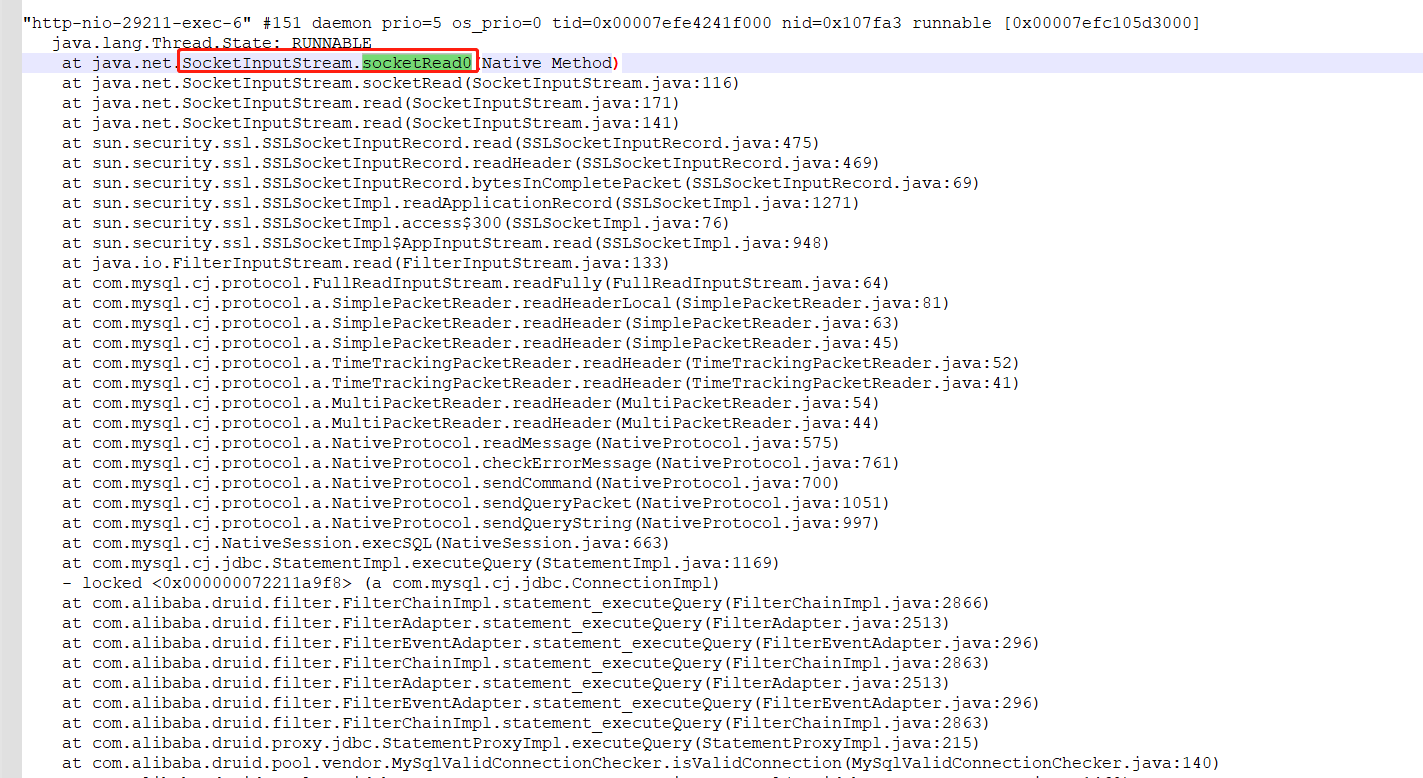 "http-nio-29211-exec-6" #151 daemon prio=5 os_prio=0 tid=0x00007efe4241f000 nid=0x107fa3 runnable [0x00007efc105d3000]
java.lang.Thread.State: RUNNABLE
at java.net.SocketInputStream.socketRead0(Native Method)
at java.net.SocketInputStream.socketRead(SocketInputStream.java:116)
at java.net.SocketInputStream.read(SocketInputStream.java:171)
at java.net.SocketInputStream.read(SocketInputStream.java:141)
at sun.security.ssl.SSLSocketInputRecord.read(SSLSocketInputRecord.java:475)
at sun.security.ssl.SSLSocketInputRecord.readHeader(SSLSocketInputRecord.java:469)
at sun.security.ssl.SSLSocketInputRecord.bytesInCompletePacket(SSLSocketInputRecord.java:69)
at sun.security.ssl.SSLSocketImpl.readApplicationRecord(SSLSocketImpl.java:1271)
at sun.security.ssl.SSLSocketImpl.access$300(SSLSocketImpl.java:76)
at sun.security.ssl.SSLSocketImpl$AppInputStream.read(SSLSocketImpl.java:948)
at java.io.FilterInputStream.read(FilterInputStream.java:133)
at com.mysql.cj.protocol.FullReadInputStream.readFully(FullReadInputStream.java:64)
at com.mysql.cj.protocol.a.SimplePacketReader.readHeaderLocal(SimplePacketReader.java:81)
at com.mysql.cj.protocol.a.SimplePacketReader.readHeader(SimplePacketReader.java:63)
at com.mysql.cj.protocol.a.SimplePacketReader.readHeader(SimplePacketReader.java:45)
at com.mysql.cj.protocol.a.TimeTrackingPacketReader.readHeader(TimeTrackingPacketReader.java:52)
at com.mysql.cj.protocol.a.TimeTrackingPacketReader.readHeader(TimeTrackingPacketReader.java:41)
at com.mysql.cj.protocol.a.MultiPacketReader.readHeader(MultiPacketReader.java:54)
at com.mysql.cj.protocol.a.MultiPacketReader.readHeader(MultiPacketReader.java:44)
at com.mysql.cj.protocol.a.NativeProtocol.readMessage(NativeProtocol.java:575)
at com.mysql.cj.protocol.a.NativeProtocol.checkErrorMessage(NativeProtocol.java:761)
at com.mysql.cj.protocol.a.NativeProtocol.sendCommand(NativeProtocol.java:700)
at com.mysql.cj.protocol.a.NativeProtocol.sendQueryPacket(NativeProtocol.java:1051)
at com.mysql.cj.protocol.a.NativeProtocol.sendQueryString(NativeProtocol.java:997)
at com.mysql.cj.NativeSession.execSQL(NativeSession.java:663)
at com.mysql.cj.jdbc.StatementImpl.executeQuery(StatementImpl.java:1169)
- locked <0x000000072211a9f8> (a com.mysql.cj.jdbc.ConnectionImpl)
at com.alibaba.druid.filter.FilterChainImpl.statement_executeQuery(FilterChainImpl.java:2866)
at com.alibaba.druid.filter.FilterAdapter.statement_executeQuery(FilterAdapter.java:2513)
at com.alibaba.druid.filter.FilterEventAdapter.statement_executeQuery(FilterEventAdapter.java:296)
at com.alibaba.druid.filter.FilterChainImpl.statement_executeQuery(FilterChainImpl.java:2863)
at com.alibaba.druid.filter.FilterAdapter.statement_executeQuery(FilterAdapter.java:2513)
at com.alibaba.druid.filter.FilterEventAdapter.statement_executeQuery(FilterEventAdapter.java:296)
at com.alibaba.druid.filter.FilterChainImpl.statement_executeQuery(FilterChainImpl.java:2863)
at com.alibaba.druid.proxy.jdbc.StatementProxyImpl.executeQuery(StatementProxyImpl.java:215)
at com.alibaba.druid.pool.vendor.MySqlValidConnectionChecker.isValidConnection(MySqlValidConnectionChecker.java:140)